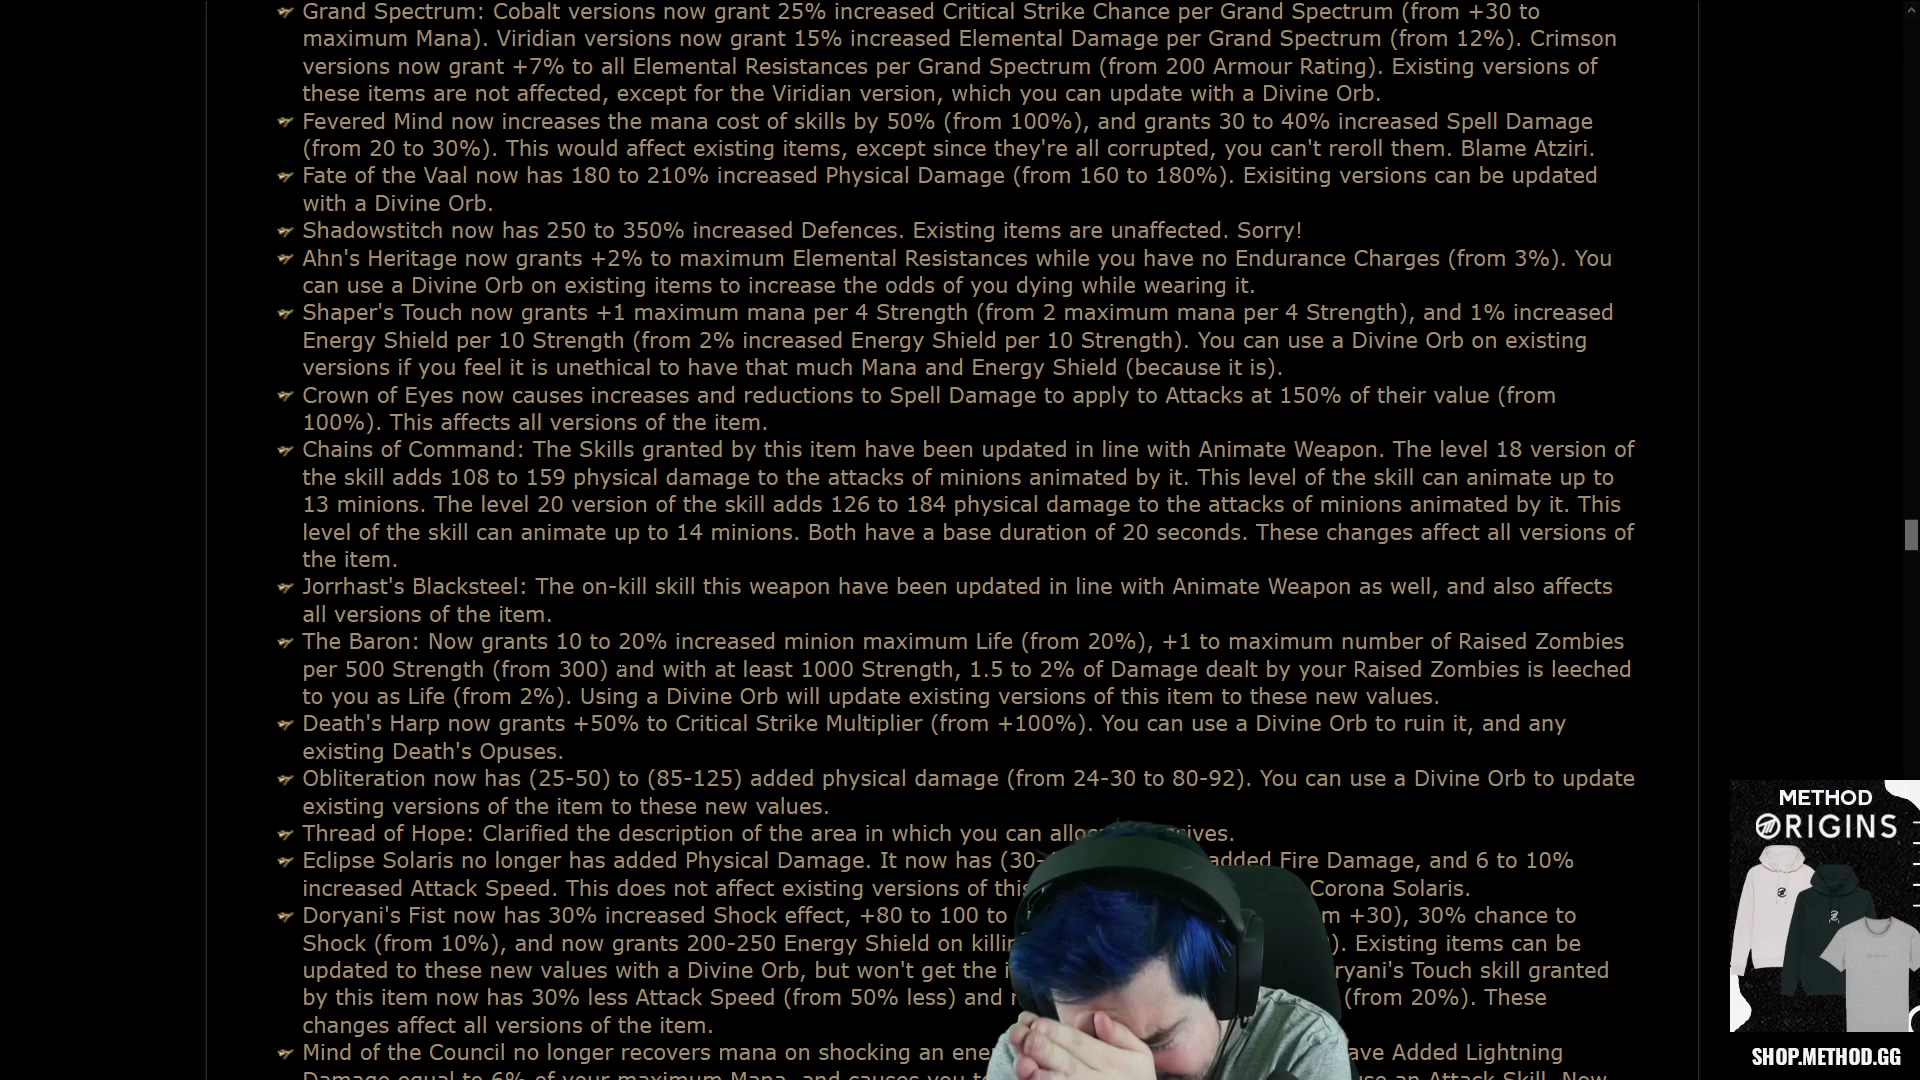 Grand Spectrum: Cobalt versions now grant 25% increased Critical Strike Chance per Grand Spectrum (from +30 to
maximum Mana). Viridian versions now grant 15% increased Elemental Damage per Grand Spectrum (from 12%). Crimson
versions now grant +7% to all Elemental Resistances per Grand Spectrum (from 200 Armour Rating). Existing versions of
these items are not affected, except for the Viridian version, which you can update with a Divine Orb.
Fevered Mind now increases the mana cost of skills by 50% (from 100%), and grants 30 to 40% increased Spell Damage
(from 20 to 30%). This would affect existing items, except since they're all corrupted, you can't reroll them. Blame Atziri.
Fate of the Vaal now has 180 to 210% increased Physical Damage (from 160 to 180%). Exisiting versions can be updated
with a Divine Orb.
Shadowstitch now has 250 to 350% increased Defences. Existing items are unaffected. Sorry!
Ahn's Heritage now grants +2% to maximum Elemental Resistances while you have no Endurance Charges (from 3%). You
can use a Divine Orb on existing items to increase the odds of you dying while wearing it.
Shaper's Touch now grants +1 maximum mana per 4 Strength (from 2 maximum mana per 4 Strength), and 1% increased
Energy Shield per 10 Strength (from 2% increased Energy Shield per 10 Strength). You can use a Divine Orb on existing
versions if you feel it is unethical to have that much Mana and Energy Shield (because it is).
Crown of Eyes now causes increases and reductions to Spell Damage to apply to Attacks at 150% of their value (from
100%). This affects all versions of the item.
Chains of Command: The Skills granted by this item have been updated in line with Animate Weapon. The level 18 version of
the skill adds 108 to 159 physical damage to the attacks of minions animated by it. This level of the skill can animate up to
13 minions. The level 20 version of the skill adds 126 to 184 physical damage to the attacks of minions animated by it. This
level of the skill can animate up to 14 minions. Both have a base duration of 20 seconds. These changes affect all versions of
the item.
Jorrhast's Blacksteel: The on-kill skill this weapon have been updated in line with Animate Weapon as well, and also affects
all versions of the item.
The Baron: Now grants 10 to 20% increased minion maximum Life (from 20%), +1 to maximum number of Raised Zombies
per 500 Strength (from 300) and with at least 1000 Strength, 1.5 to 2% of Damage dealt by your Raised Zombies is leeched
to you as Life (from 2%). Using a Divine Orb will update existing versions of this item to these new values.
Death's Harp now grants +50% to Critical Strike Multiplier (from +100%). You can use a Divine Orb to ruin it, and any
existing Death's Opuses.
Obliteration now has (25-50) to (85-125) added physical damage (from 24-30 to 80-92). You can use a Divine Orb to update
existing versions of the item to these new values.
Thread of Hope: Clarified the description of the area in which you can
Eclipse Solaris no longer has added Physical Damage. It now has (30- added Fire Damage, and 6 to 10%
increased Attack Speed. This does not affect existing versions of this Corona Solaris.
Doryani's Fist now has 30% increased Shock effect, +80 to 100 to +30), 30% chance to
Shock (from 10%), and now grants 200-250 Energy Shield on Existing items can be
updated to these new values with a Divine Orb, but won't get the Touch skill granted
by this item now has 30% less Attack Speed (from 50% less) and (from 20%). These
changes affect all versions of the item.
Mind of the Council no longer recovers mana on shocking an Added Lightning
Damage equal to 6% of your maximum Mana, and causes you an Attack Skill. Now
METHOD
ORIGINS
SHOP.METHOD.GG